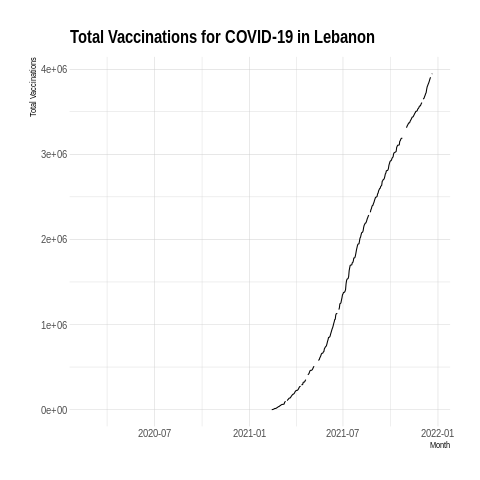 Total Vaccinations for COVID-19 in Lebanon
Total Vaccinations
4e+06
3e+06
2e+06
1e+06
0e+00
2020-07 2021-01 2021-07 2022-01
Month